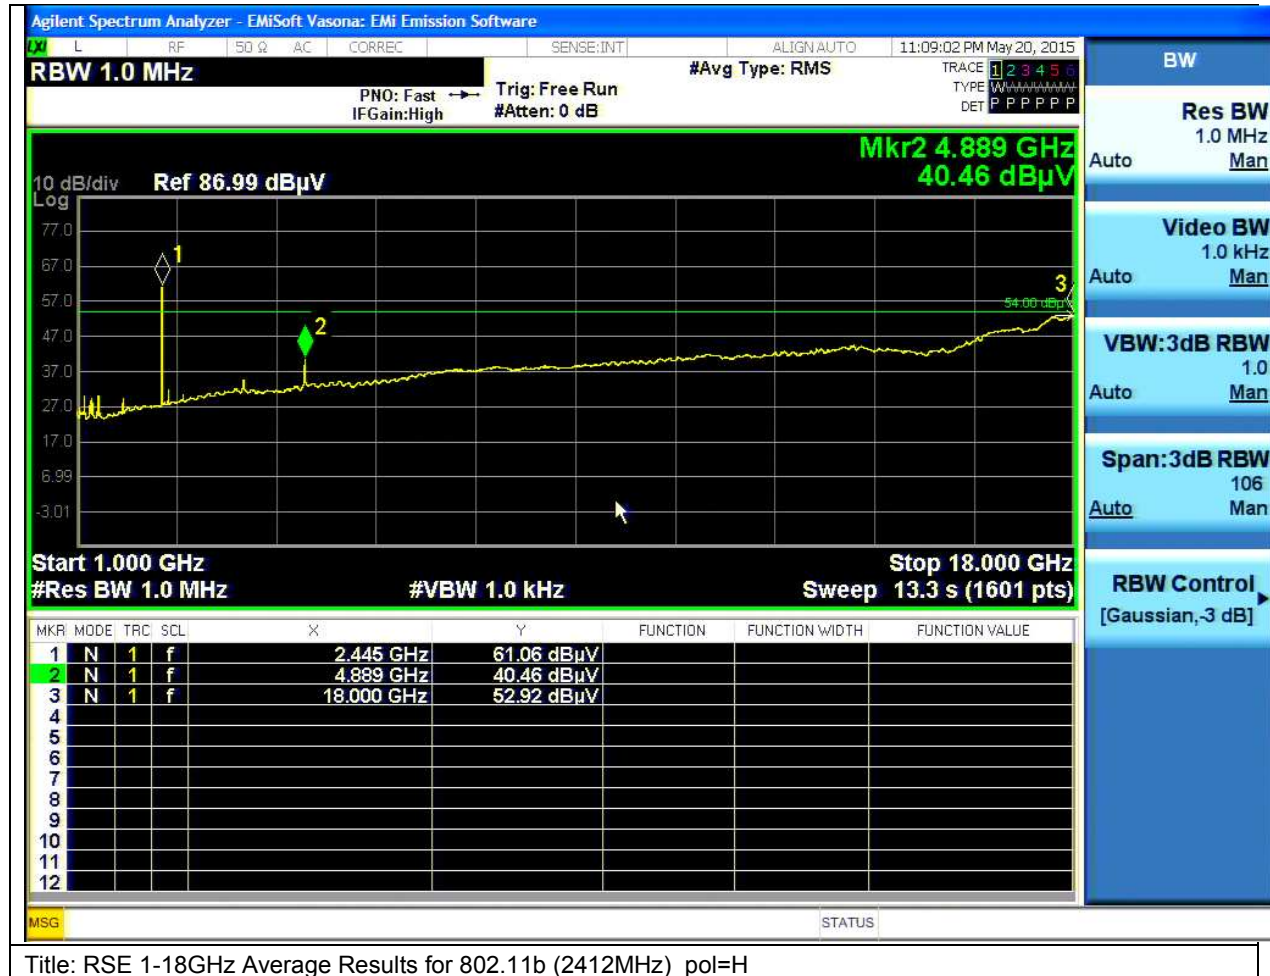 Agilent Spectrum Analyzer - EMiSoft Vasona: EMi Emission Software
LXI L RF 50 Ω AC CORREC SENSE:INT ALIGN AUTO 11:09:02 PM May 20, 2015
RBW 1.0 MHz #Avg Type: RMS TRACE 1 2 3 4 5 6
PNO: Fast Trig: Free Run TYPE WWWWWW
IFGain:High #Atten: 0 dB DET P P P P P P
Mkr2 4.889 GHz
10 dB/div Ref 86.99 dBµV 40.46 dBµV
Log
77.0
67.0 1
57.0 3
54.00 dBµV
47.0 2
37.0
27.0
17.0
6.99
-3.01
Start 1.000 GHz Stop 18.000 GHz
#Res BW 1.0 MHz #VBW 1.0 kHz Sweep 13.3 s (1601 pts)
MKR MODE TRC SCL X Y FUNCTION FUNCTION WIDTH FUNCTION VALUE
1 N 1 f 2.445 GHz 61.06 dBµV
2 N 1 f 4.889 GHz 40.46 dBµV
3 N 1 f 18.000 GHz 52.92 dBµV
4
5
6
7
8
9
10
11
12
MSG STATUS
BW
Res BW
1.0 MHz
Auto Man
Video BW
1.0 kHz
Auto Man
VBW:3dB RBW
1.0
Auto Man
Span:3dB RBW
106
Auto Man
RBW Control
[Gaussian,-3 dB]
Title: RSE 1-18GHz Average Results for 802.11b (2412MHz) pol=H